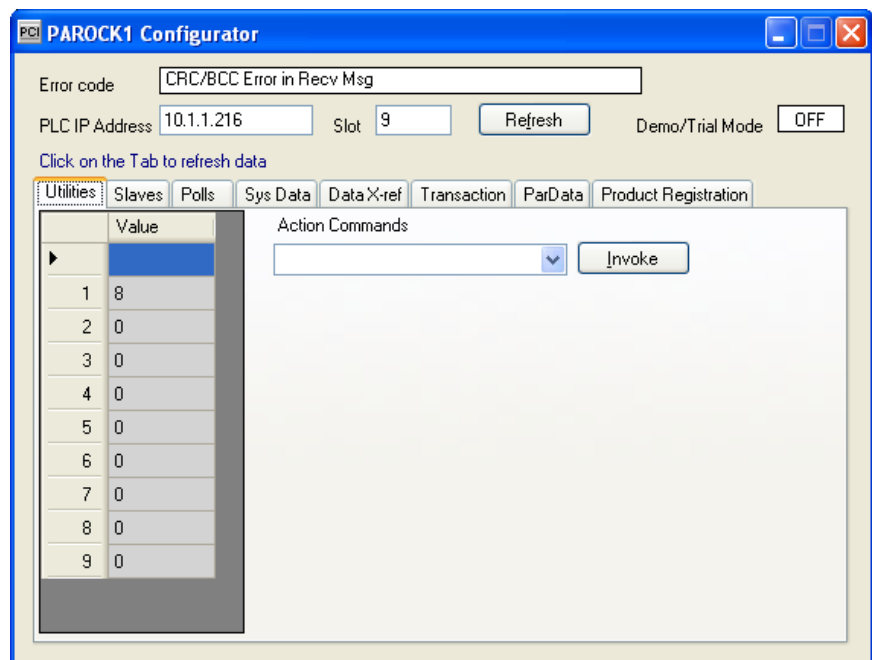 PCI PAROCK1 Configurator
Error code CRC/BCC Error in Recv Msg
PLC IP Address 10.1.1.216 Slot 9 Refresh Demo/Trial Mode OFF
Click on the Tab to refresh data
Utilities Slaves Polls Sys Data Data X-ref Transaction ParData Product Registration
Value Action Commands
Invoke
1 8
2 0
3 0
4 0
5 0
6 0
7 0
8 0
9 0